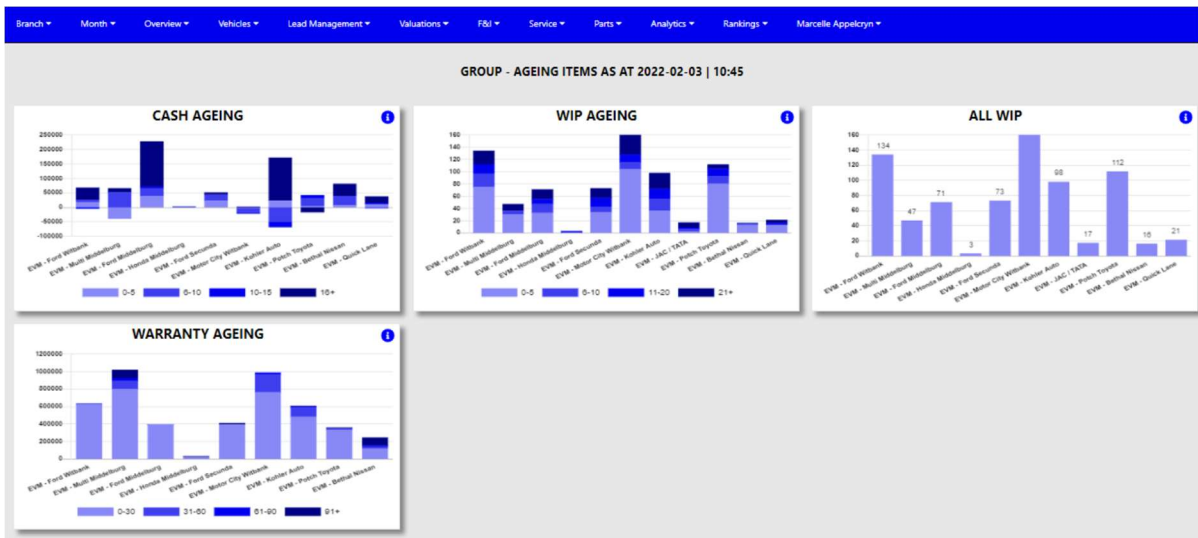 Branch Month Overview Vehicles Lead Management Valuations F&I Service Parts Analytics Rankings Marcelle Appelcryn
GROUP - AGEING ITEMS AS AT 2022-02-03 | 10:45
CASH AGEING
250000
200000
150000
100000
50000
0
-50000
-100000
EVM - Ford Witbank
EVM - Multi Middelburg
EVM - Ford Middelburg
EVM - Honda Middelburg
EVM - Ford Secunda
EVM - Motor City Witbank
EVM - Kohler Auto
EVM - Potch Toyota
EVM - Bethal Nissan
EVM - Quick Lane
0-5 6-10 10-15 16+
WIP AGEING
160
140
120
100
80
60
40
20
0
EVM - Ford Witbank
EVM - Multi Middelburg
EVM - Ford Middelburg
EVM - Honda Middelburg
EVM - Ford Secunda
EVM - Motor City Witbank
EVM - Kohler Auto
EVM - JAC / TATA
EVM - Potch Toyota
EVM - Bethal Nissan
EVM - Quick Lane
0-5 6-10 11-20 21+
ALL WIP
160
140
120
100
80
60
40
20
0
134
47
71
3
73
98
17
112
16
21
EVM - Ford Witbank
EVM - Multi Middelburg
EVM - Ford Middelburg
EVM - Honda Middelburg
EVM - Ford Secunda
EVM - Motor City Witbank
EVM - Kohler Auto
EVM - JAC / TATA
EVM - Potch Toyota
EVM - Bethal Nissan
EVM - Quick Lane
WARRANTY AGEING
1200000
1000000
800000
600000
400000
200000
0
EVM - Ford Witbank
EVM - Multi Middelburg
EVM - Ford Middelburg
EVM - Honda Middelburg
EVM - Ford Secunda
EVM - Motor City Witbank
EVM - Kohler Auto
EVM - Potch Toyota
EVM - Bethal Nissan
0-30 31-60 61-90 91+